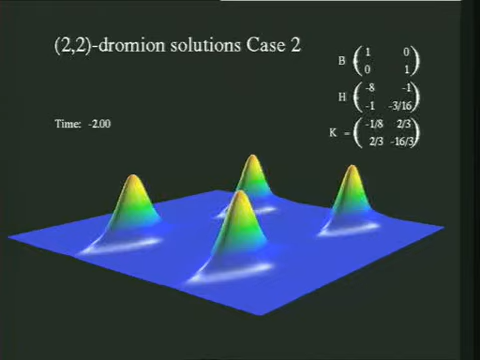 (2,2)-dromion solutions Case 2
B (1 0
0 1)
H (-8 -1
-1 -3/16)
K = (-1/8 2/3
2/3 -16/3)
Time: -2.00